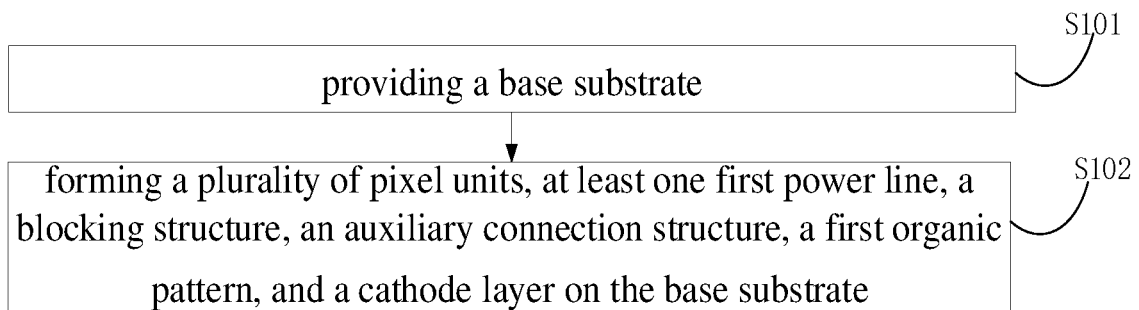 S101
providing a base substrate
S102
forming a plurality of pixel units, at least one first power line, a
blocking structure, an auxiliary connection structure, a first organic
pattern, and a cathode layer on the base substrate